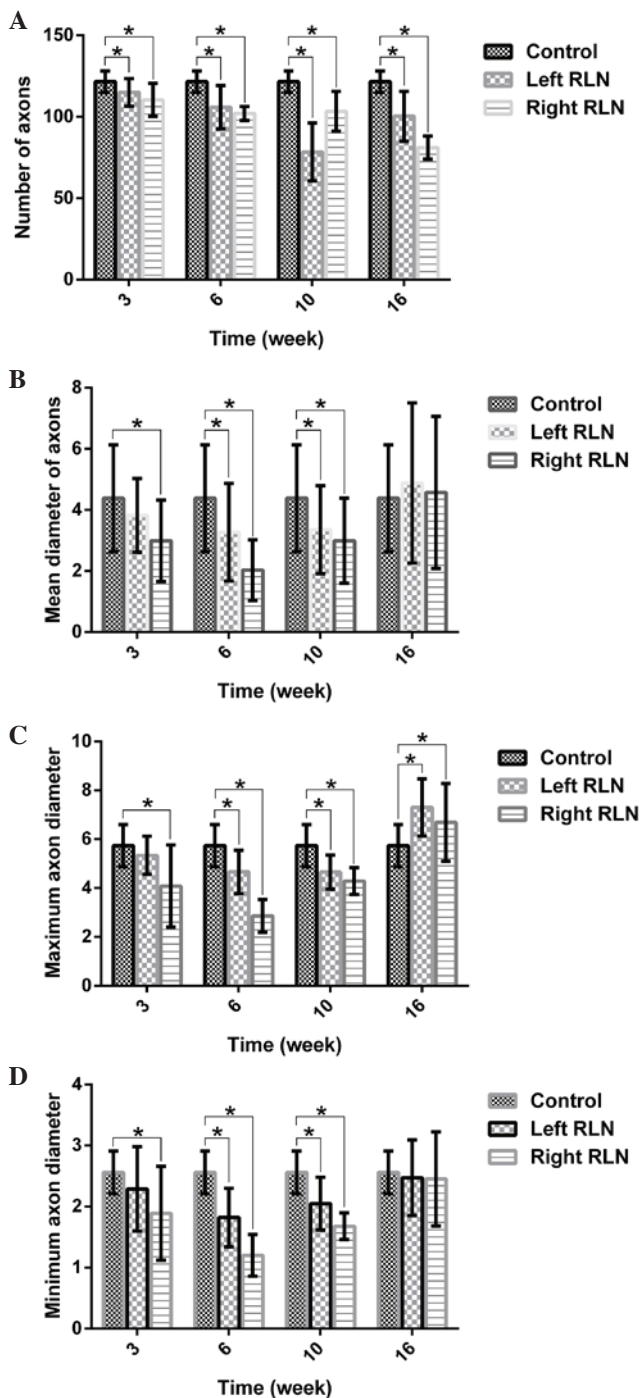 A
* * * * * * * *
150
100
50
0
Number of axons
3 6 10 16
Time (week)
Control
Left RLN
Right RLN
B
* * * * *
8
6
4
2
0
Mean diameter of axons
3 6 10 16
Time (week)
Control
Left RLN
Right RLN
C
* * * * * * *
10
8
6
4
2
0
Maximum axon diameter
3 6 10 16
Time (week)
Control
Left RLN
Right RLN
D
* * * * *
4
3
2
1
0
Minimum axon diameter
3 6 10 16
Time (week)
Control
Left RLN
Right RLN